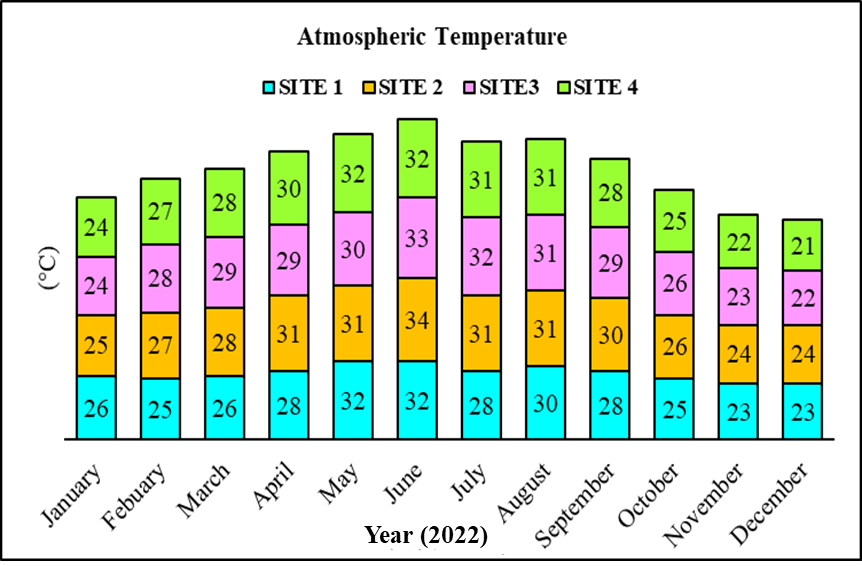 Atmospheric Temperature
SITE 1 SITE 2 SITE3 SITE 4
(°C)
24 27 28 30 32 32 31 31 28 25 22 21
24 28 29 29 30 33 32 31 29 26 23 22
25 27 28 31 31 34 31 31 30 26 24 24
26 25 26 28 32 32 28 30 28 25 23 23
January Febuary March April May June July August September October November December
Year (2022)